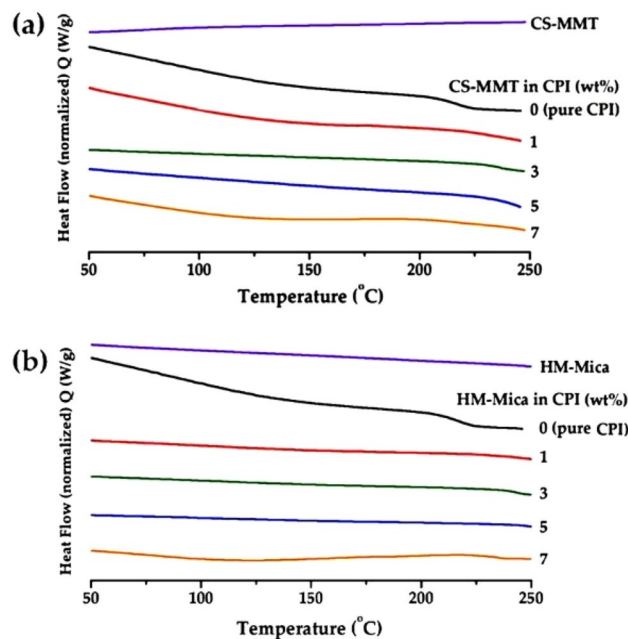 (a)
CS-MMT
CS-MMT in CPI (wt%)
0 (pure CPI)
1
3
5
7
Heat Flow (normalized) Q (W/g)
50 100 150 200 250
Temperature (°C)
(b)
HM-Mica
HM-Mica in CPI (wt%)
0 (pure CPI)
1
3
5
7
Heat Flow (normalized) Q (W/g)
50 100 150 200 250
Temperature (°C)